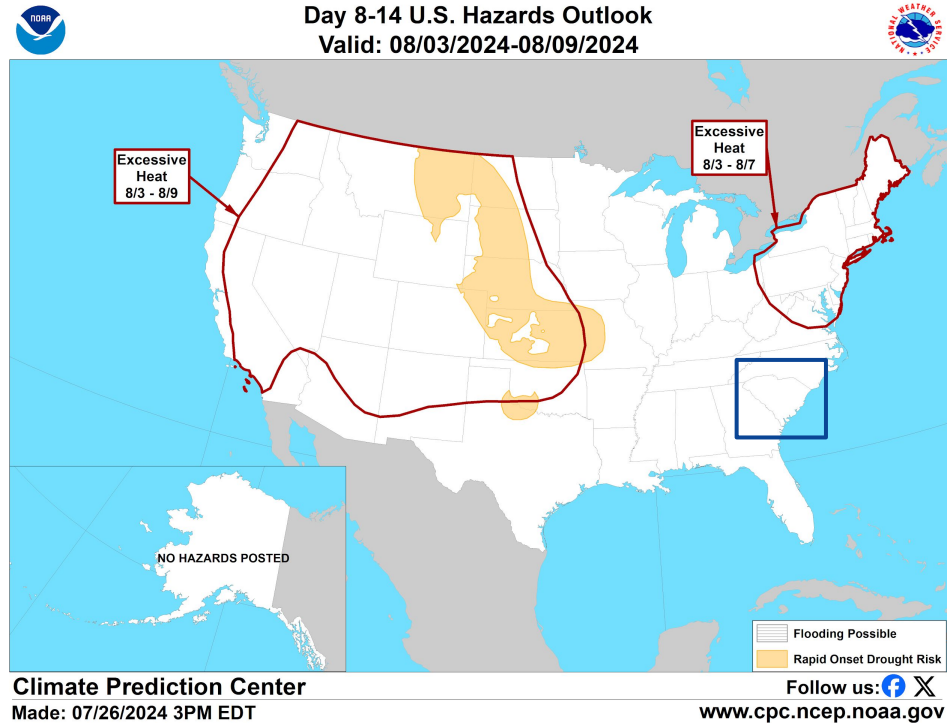 Day 8-14 U.S. Hazards Outlook
Valid: 08/03/2024-08/09/2024
NOAA
NATIONAL WEATHER SERVICE
Excessive
Heat
8/3 - 8/9
Excessive
Heat
8/3 - 8/7
NO HAZARDS POSTED
Flooding Possible
Rapid Onset Drought Risk
Climate Prediction Center
Follow us:
Made: 07/26/2024 3PM EDT
www.cpc.ncep.noaa.gov